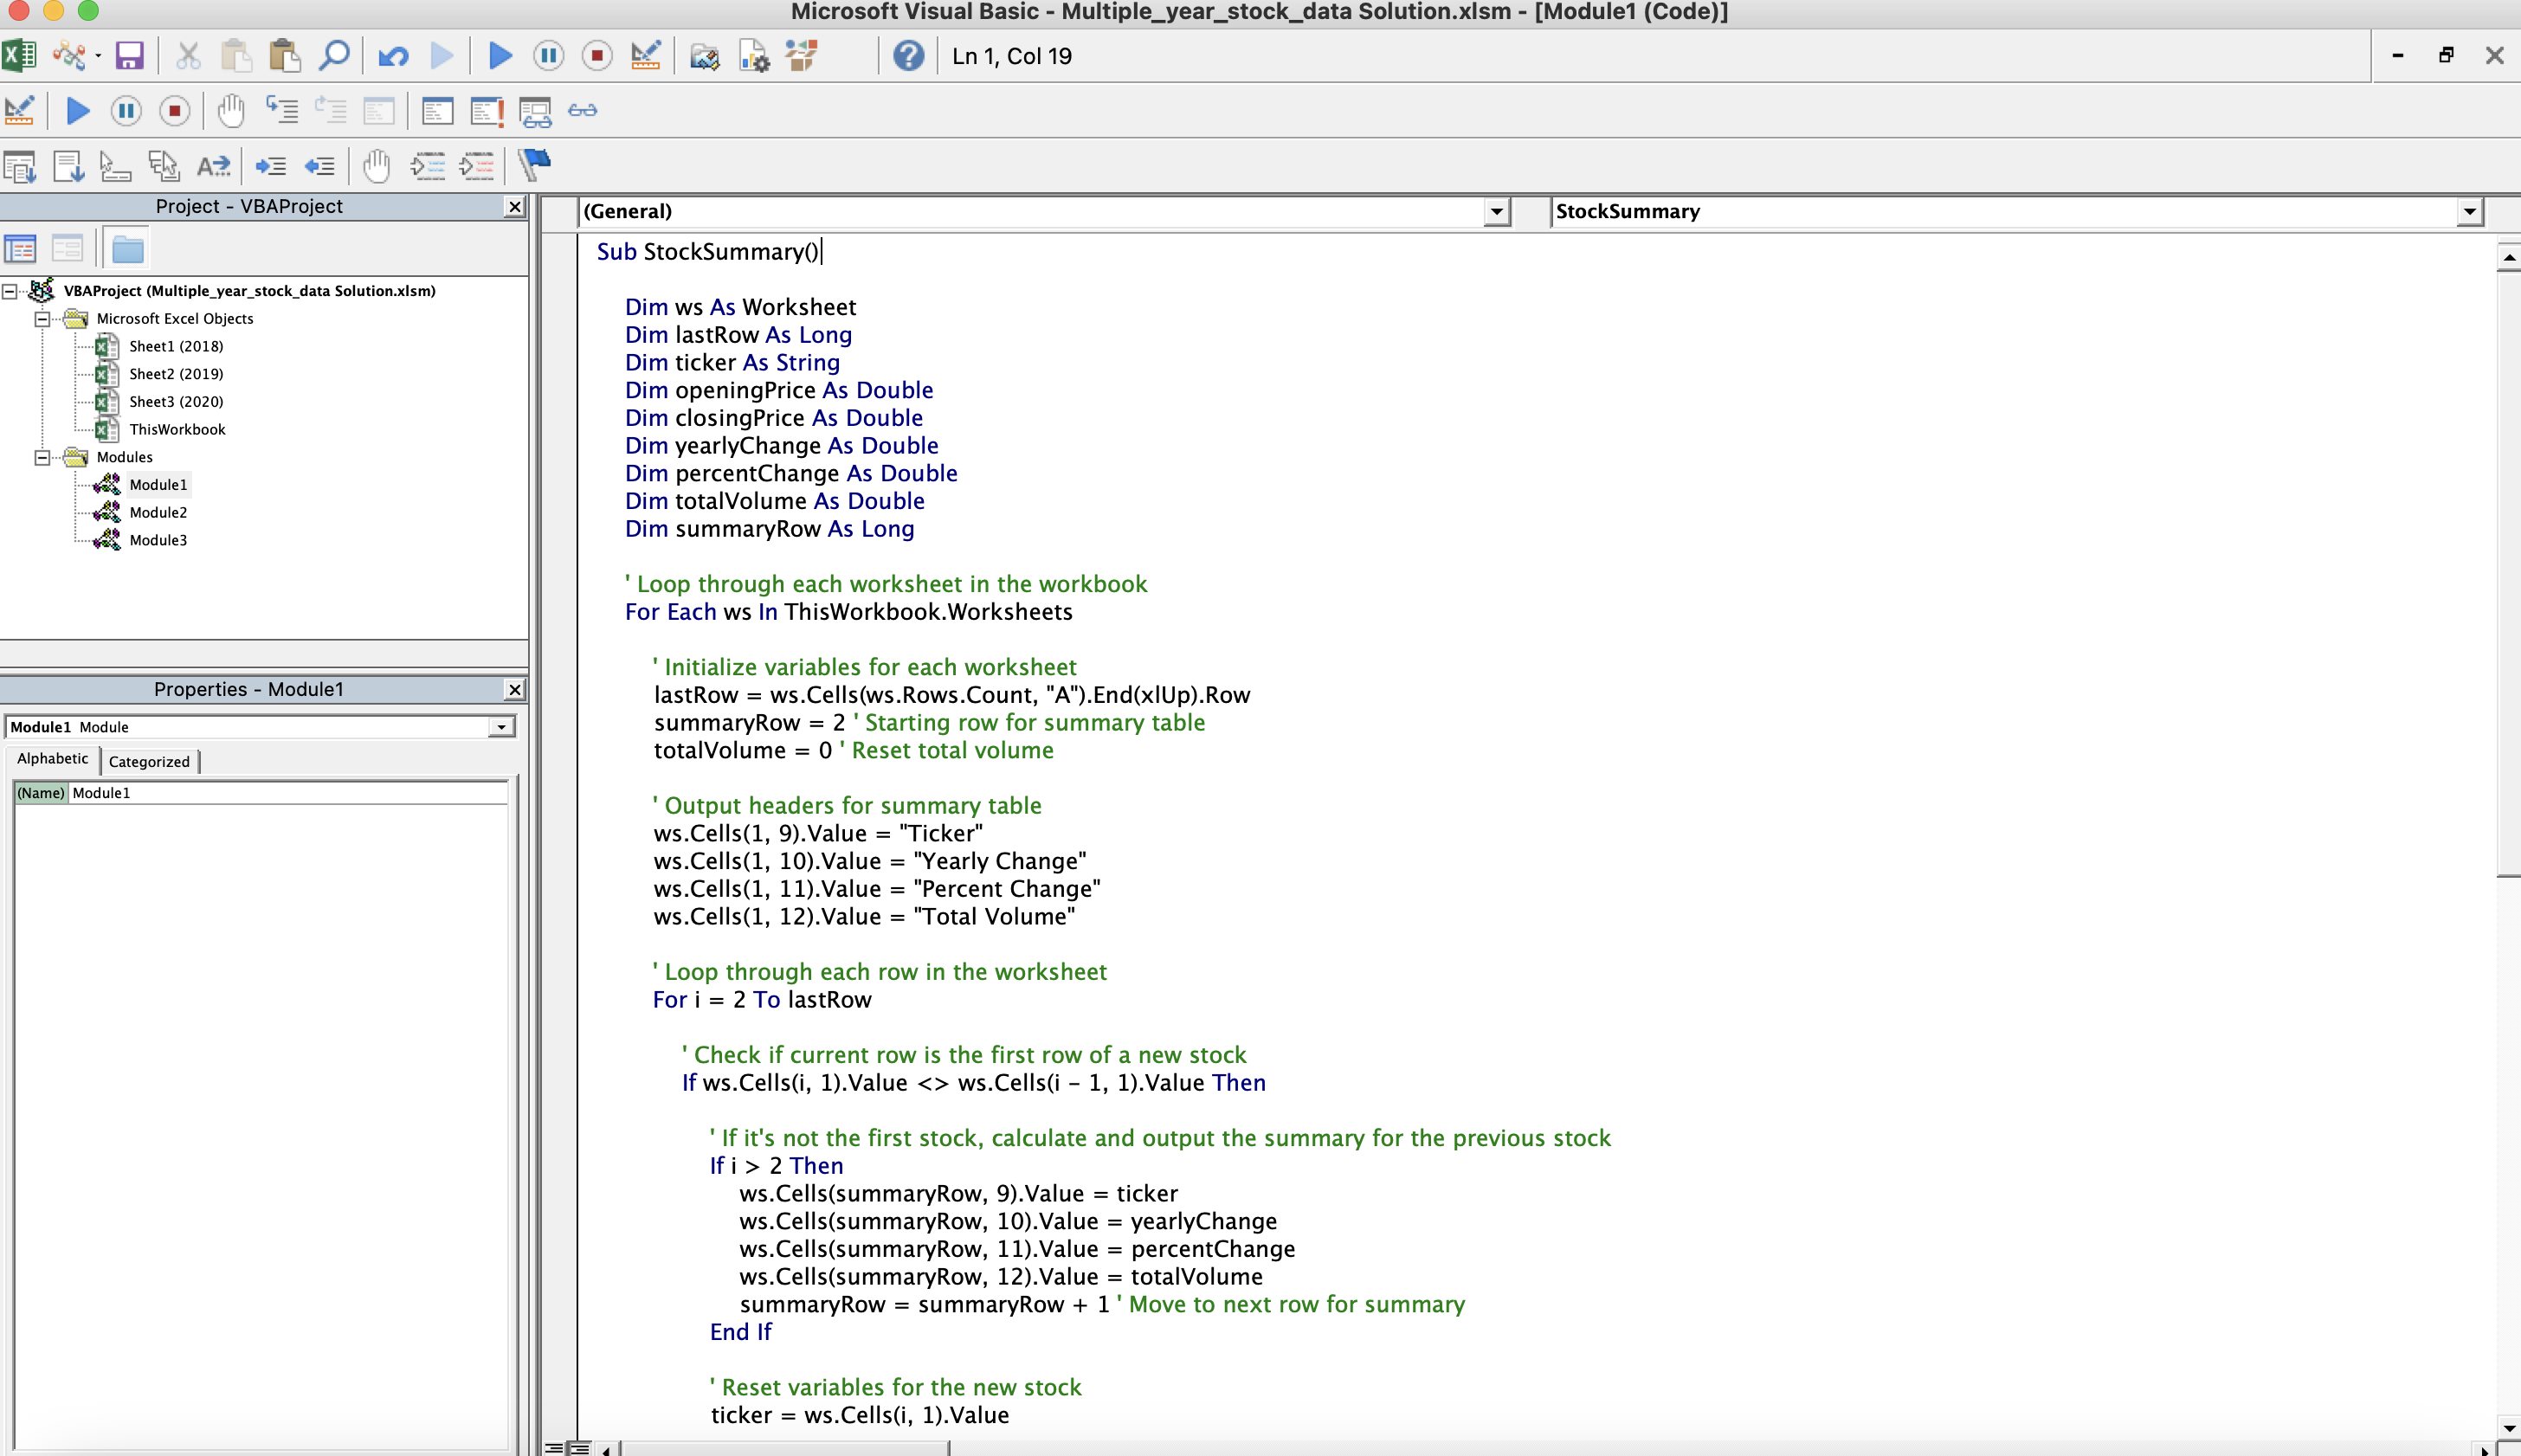 Microsoft Visual Basic - Multiple_year_stock_data Solution.xlsm - [Module1 (Code)]
Ln 1, Col 19
Project - VBAProject
VBAProject (Multiple_year_stock_data Solution.xlsm)
Microsoft Excel Objects
Sheet1 (2018)
Sheet2 (2019)
Sheet3 (2020)
ThisWorkbook
Modules
Module1
Module2
Module3
Properties - Module1
Module1 Module
Alphabetic
Categorized
(Name) Module1
(General)
StockSummary
Sub StockSummary()
Dim ws As Worksheet
Dim lastRow As Long
Dim ticker As String
Dim openingPrice As Double
Dim closingPrice As Double
Dim yearlyChange As Double
Dim percentChange As Double
Dim totalVolume As Double
Dim summaryRow As Long
' Loop through each worksheet in the workbook
For Each ws In ThisWorkbook.Worksheets
' Initialize variables for each worksheet
lastRow = ws.Cells(ws.Rows.Count, "A").End(xlUp).Row
summaryRow = 2 ' Starting row for summary table
totalVolume = 0 ' Reset total volume
' Output headers for summary table
ws.Cells(1, 9).Value = "Ticker"
ws.Cells(1, 10).Value = "Yearly Change"
ws.Cells(1, 11).Value = "Percent Change"
ws.Cells(1, 12).Value = "Total Volume"
' Loop through each row in the worksheet
For i = 2 To lastRow
' Check if current row is the first row of a new stock
If ws.Cells(i, 1).Value <> ws.Cells(i - 1, 1).Value Then
' If it's not the first stock, calculate and output the summary for the previous stock
If i > 2 Then
ws.Cells(summaryRow, 9).Value = ticker
ws.Cells(summaryRow, 10).Value = yearlyChange
ws.Cells(summaryRow, 11).Value = percentChange
ws.Cells(summaryRow, 12).Value = totalVolume
summaryRow = summaryRow + 1 ' Move to next row for summary
End If
' Reset variables for the new stock
ticker = ws.Cells(i, 1).Value